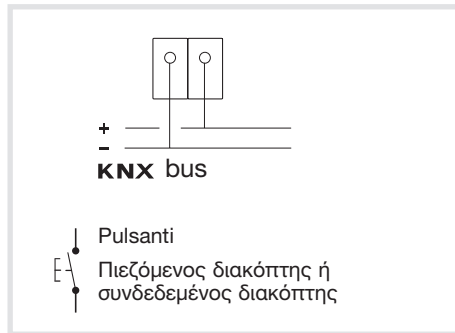 +
−
KNX bus
Pulsanti
Πιεζόμενος διακόπτης ή
συνδεδεμένος διακόπτης